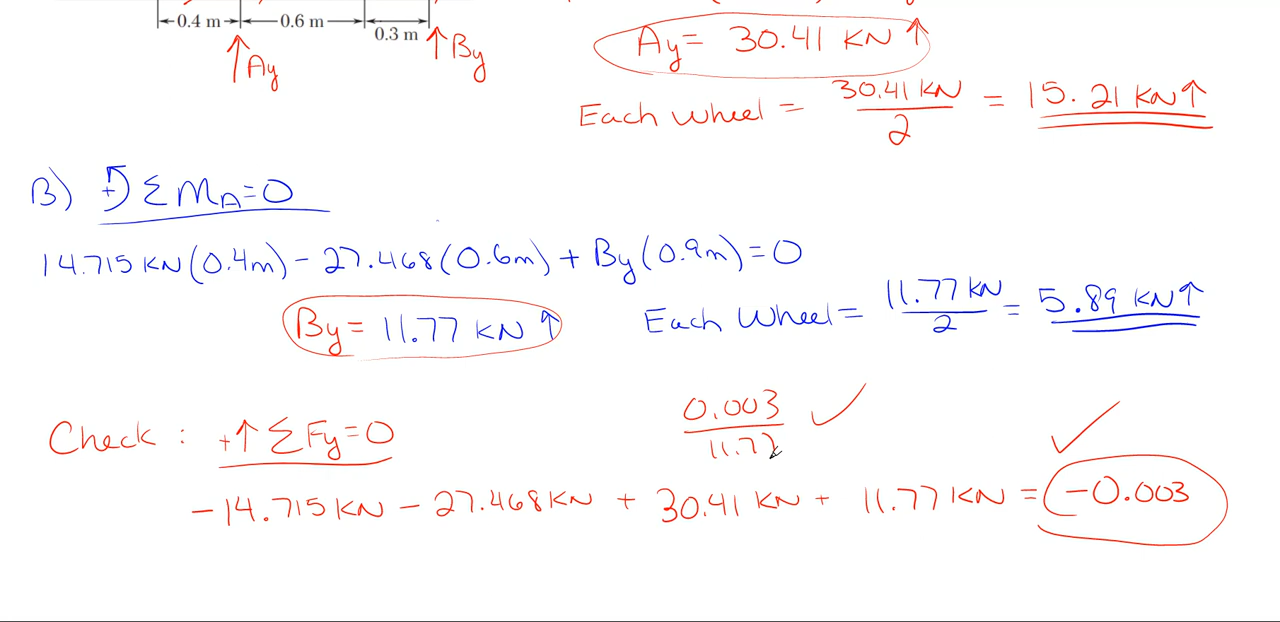 0.4 m 0.6 m 0.3 m
Ay By
Ay = 30.41 KN ↑
Each wheel = 30.41 KN / 2 = 15.21 KN ↑
B) + ΣMA=0
14.715 KN (0.4m) - 27.468 (0.6m) + By (0.9m) = 0
By = 11.77 KN ↑
Each Wheel = 11.77 KN / 2 = 5.89 KN ↑
0.003 / 11.77 ✓
Check : +↑ ΣFy=0
-14.715 KN - 27.468 KN + 30.41 KN + 11.77 KN = -0.003